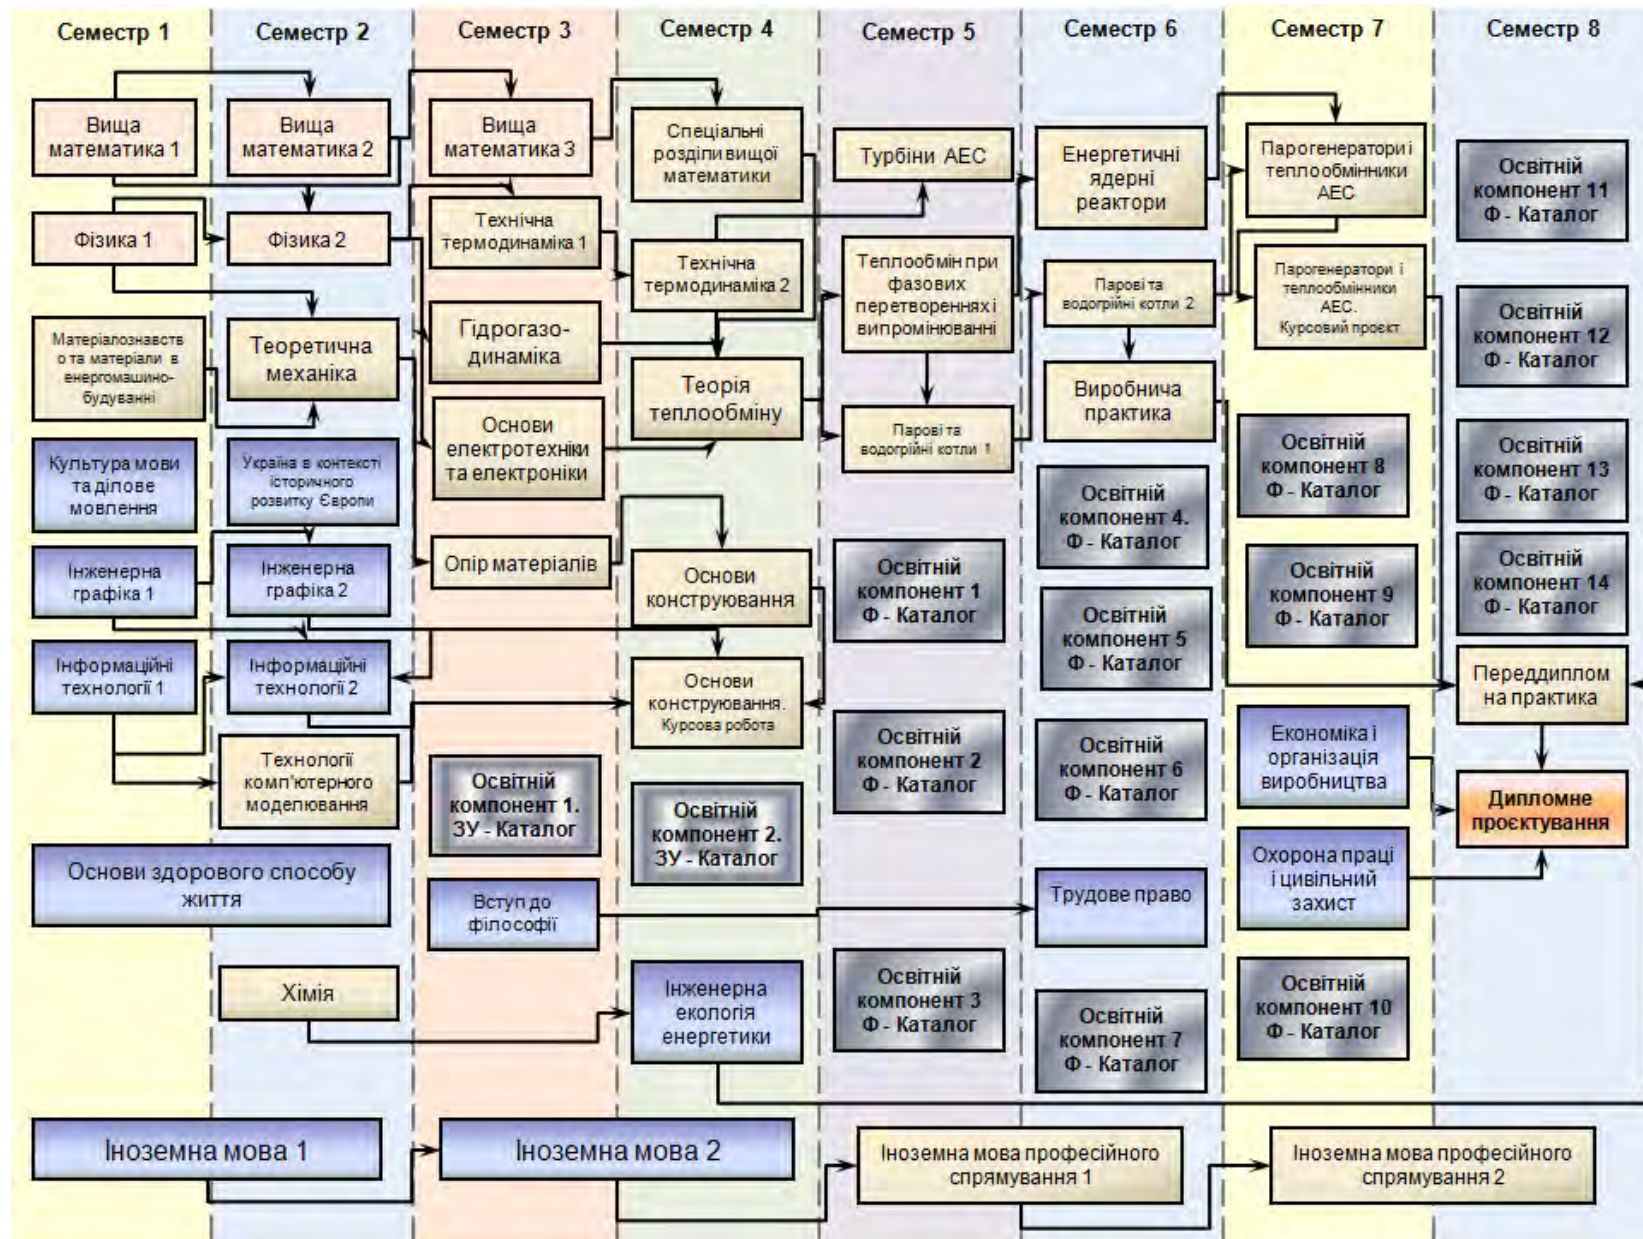 Семестр 1
Семестр 2
Семестр 3
Семестр 4
Семестр 5
Семестр 6
Семестр 7
Семестр 8
Вища
математика 1
Фізика 1
Матеріалознавств
о та матеріали в
енергомашино-
будуванні
Культура мови
та ділове
мовлення
Інженерна
графіка 1
Інформаційні
технології 1
Основи здорового способу
життя
Іноземна мова 1
Вища
математика 2
Фізика 2
Теоретична
механіка
Україна в контексті
історичного
розвитку Європи
Інженерна
графіка 2
Інформаційні
технології 2
Технології
комп'ютерного
моделювання
Хімія
Вища
математика 3
Технічна
термодинаміка 1
Гідрогазо-
динаміка
Основи
електротехніки
та електроніки
Опір матеріалів
Освітній
компонент 1.
ЗУ - Каталог
Вступ до
філософії
Іноземна мова 2
Спеціальні
розділи вищої
математики
Технічна
термодинаміка 2
Теорія
теплообміну
Основи
конструювання
Основи
конструювання.
Курсова робота
Освітній
компонент 2.
ЗУ - Каталог
Інженерна
екологія
енергетики
Турбіни АЕС
Теплообмін при
фазових
перетвореннях і
випромінюванні
Парові та
водогрійні котли 1
Освітній
компонент 1
Ф - Каталог
Освітній
компонент 2
Ф - Каталог
Освітній
компонент 3
Ф - Каталог
Іноземна мова професійного
спрямування 1
Енергетичні
ядерні
реактори
Парові та
водогрійні котли 2
Виробнича
практика
Освітній
компонент 4.
Ф - Каталог
Освітній
компонент 5
Ф - Каталог
Освітній
компонент 6
Ф - Каталог
Трудове право
Освітній
компонент 7
Ф - Каталог
Парогенератори і
теплообмінники
АЕС
Парогенератори і
теплообмінники
АЕС.
Курсовий проєкт
Освітній
компонент 8
Ф - Каталог
Освітній
компонент 9
Ф - Каталог
Економіка і
організація
виробництва
Охорона праці
і цивільний
захист
Освітній
компонент 10
Ф - Каталог
Іноземна мова професійного
спрямування 2
Освітній
компонент 11
Ф - Каталог
Освітній
компонент 12
Ф - Каталог
Освітній
компонент 13
Ф - Каталог
Освітній
компонент 14
Ф - Каталог
Переддиплом
на практика
Дипломне
проєктування